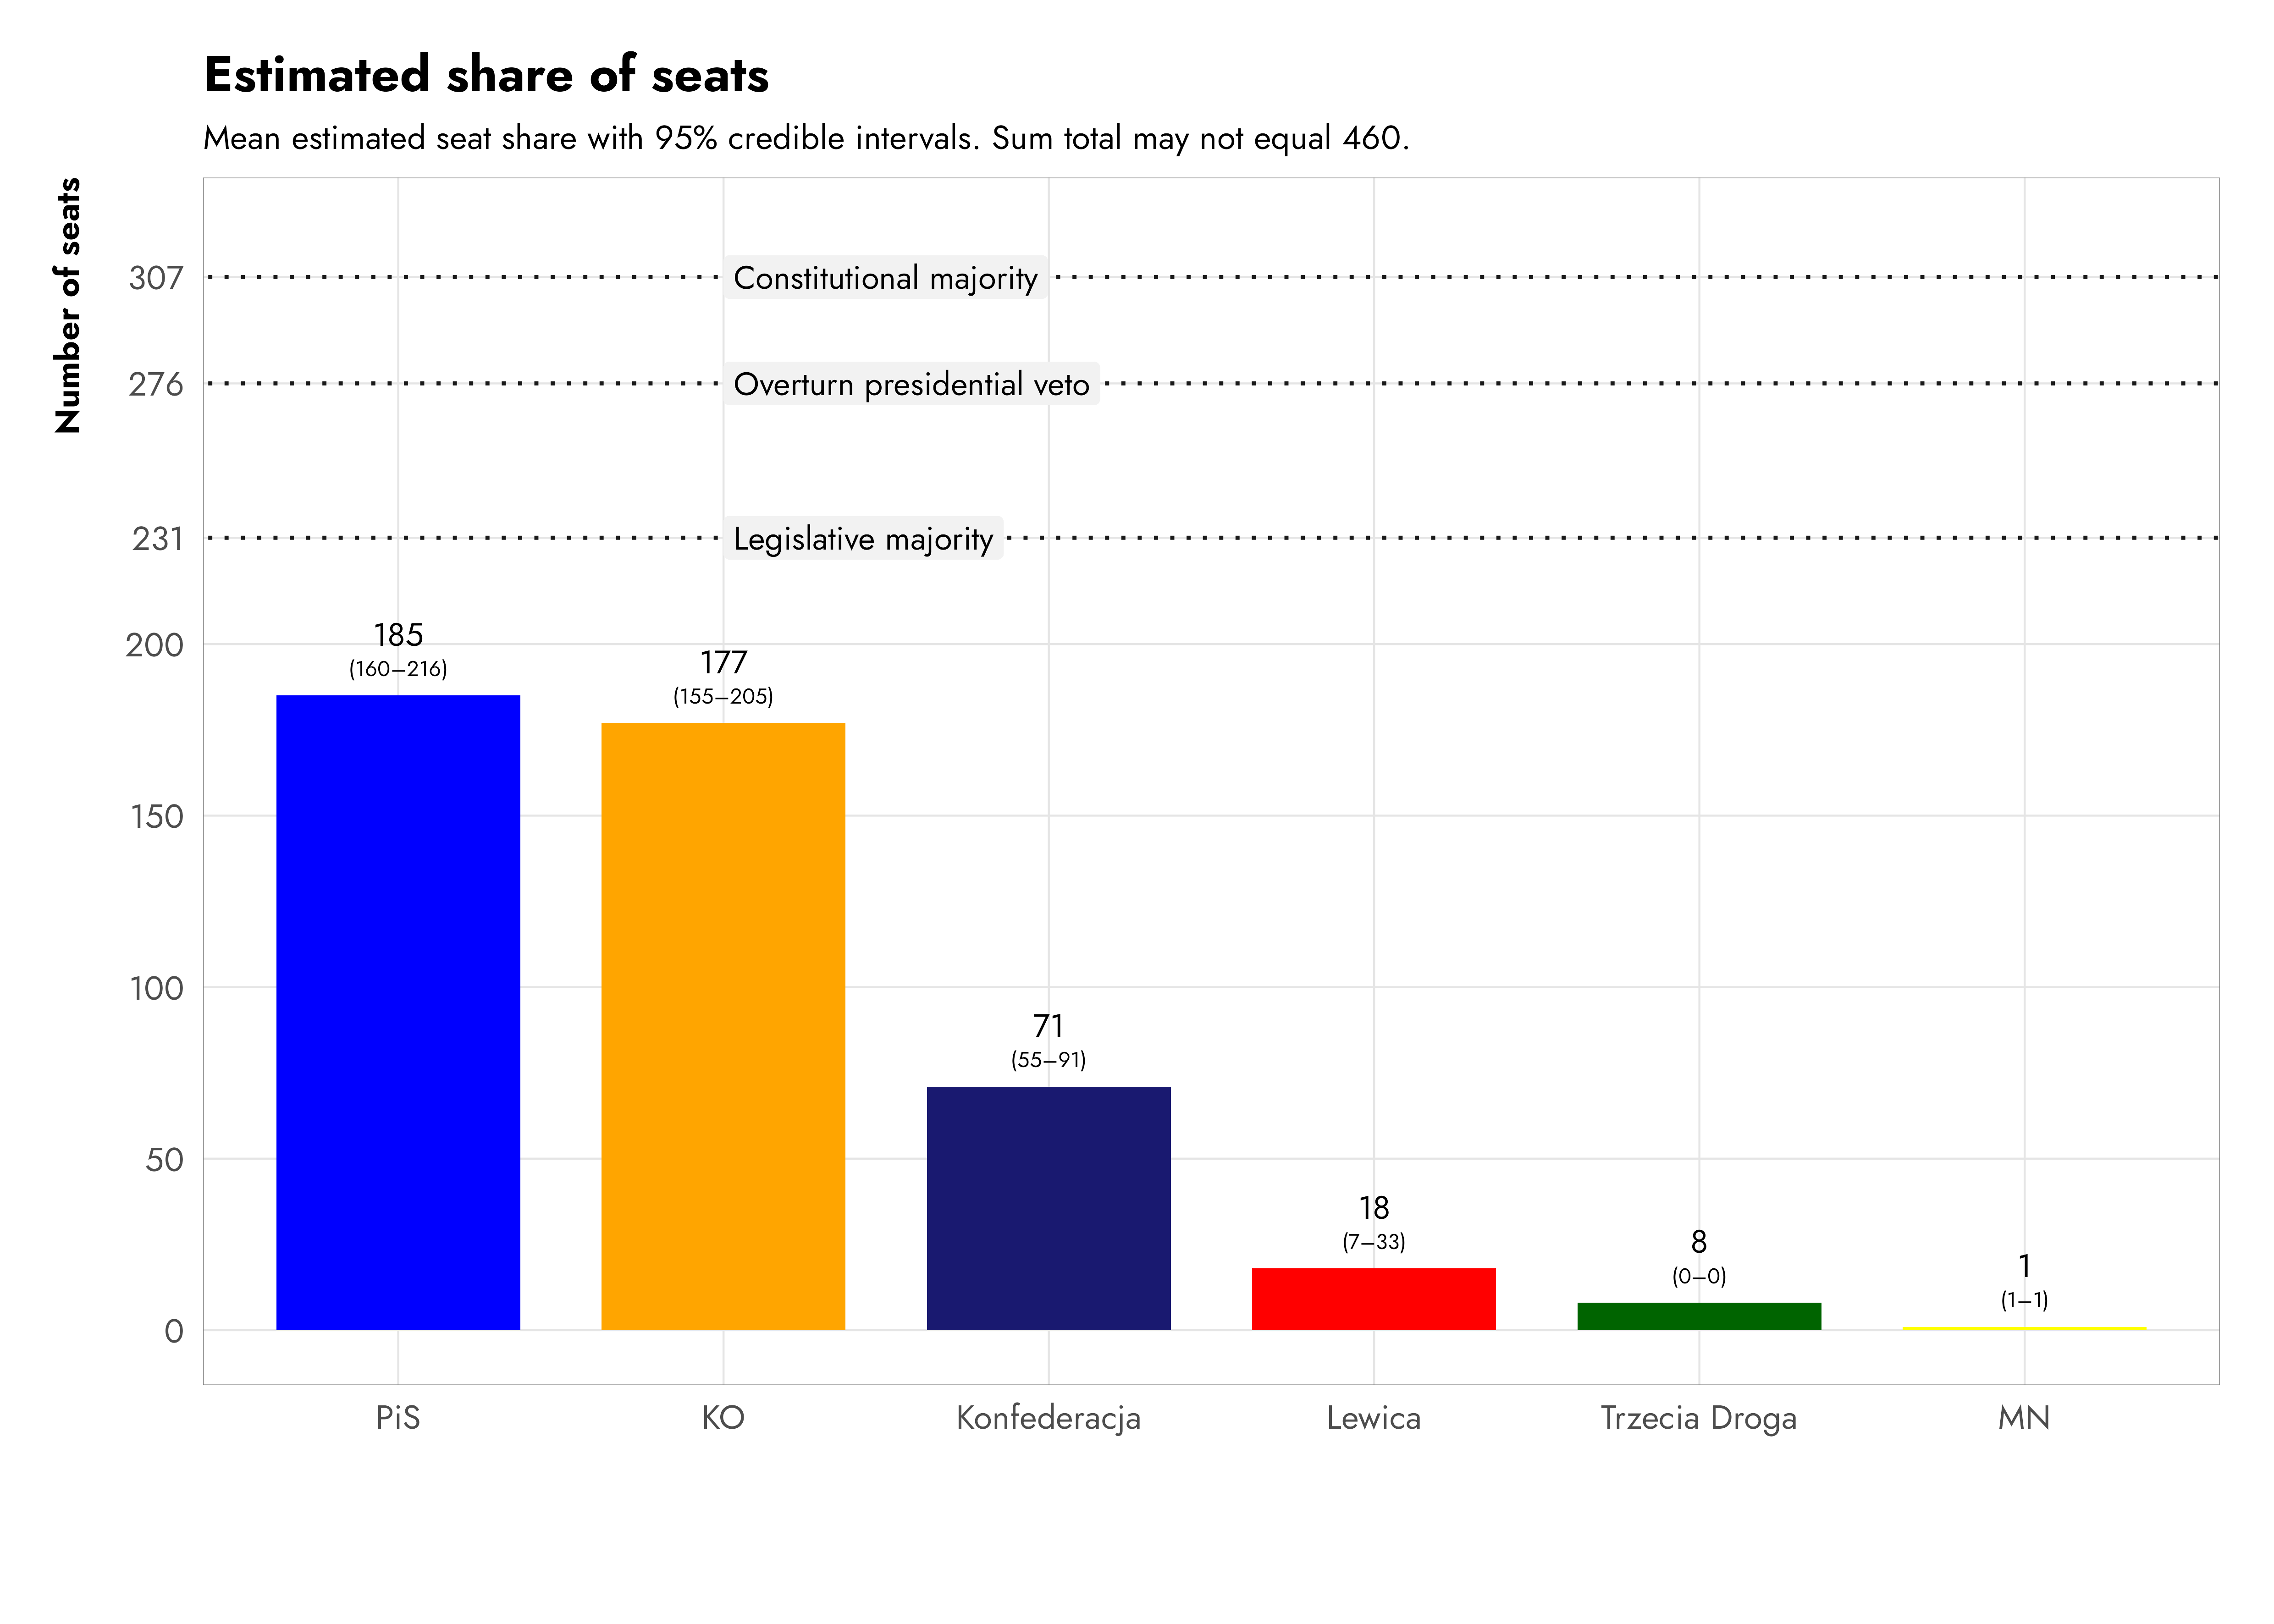 Estimated share of seats
Mean estimated seat share with 95% credible intervals. Sum total may not equal 460.
Number of seats
307
Constitutional majority
276
Overturn presidential veto
231
Legislative majority
200
150
100
50
0
185
(160–216)
177
(155–205)
71
(55–91)
18
(7–33)
8
(0–0)
1
(1–1)
PiS
KO
Konfederacja
Lewica
Trzecia Droga
MN